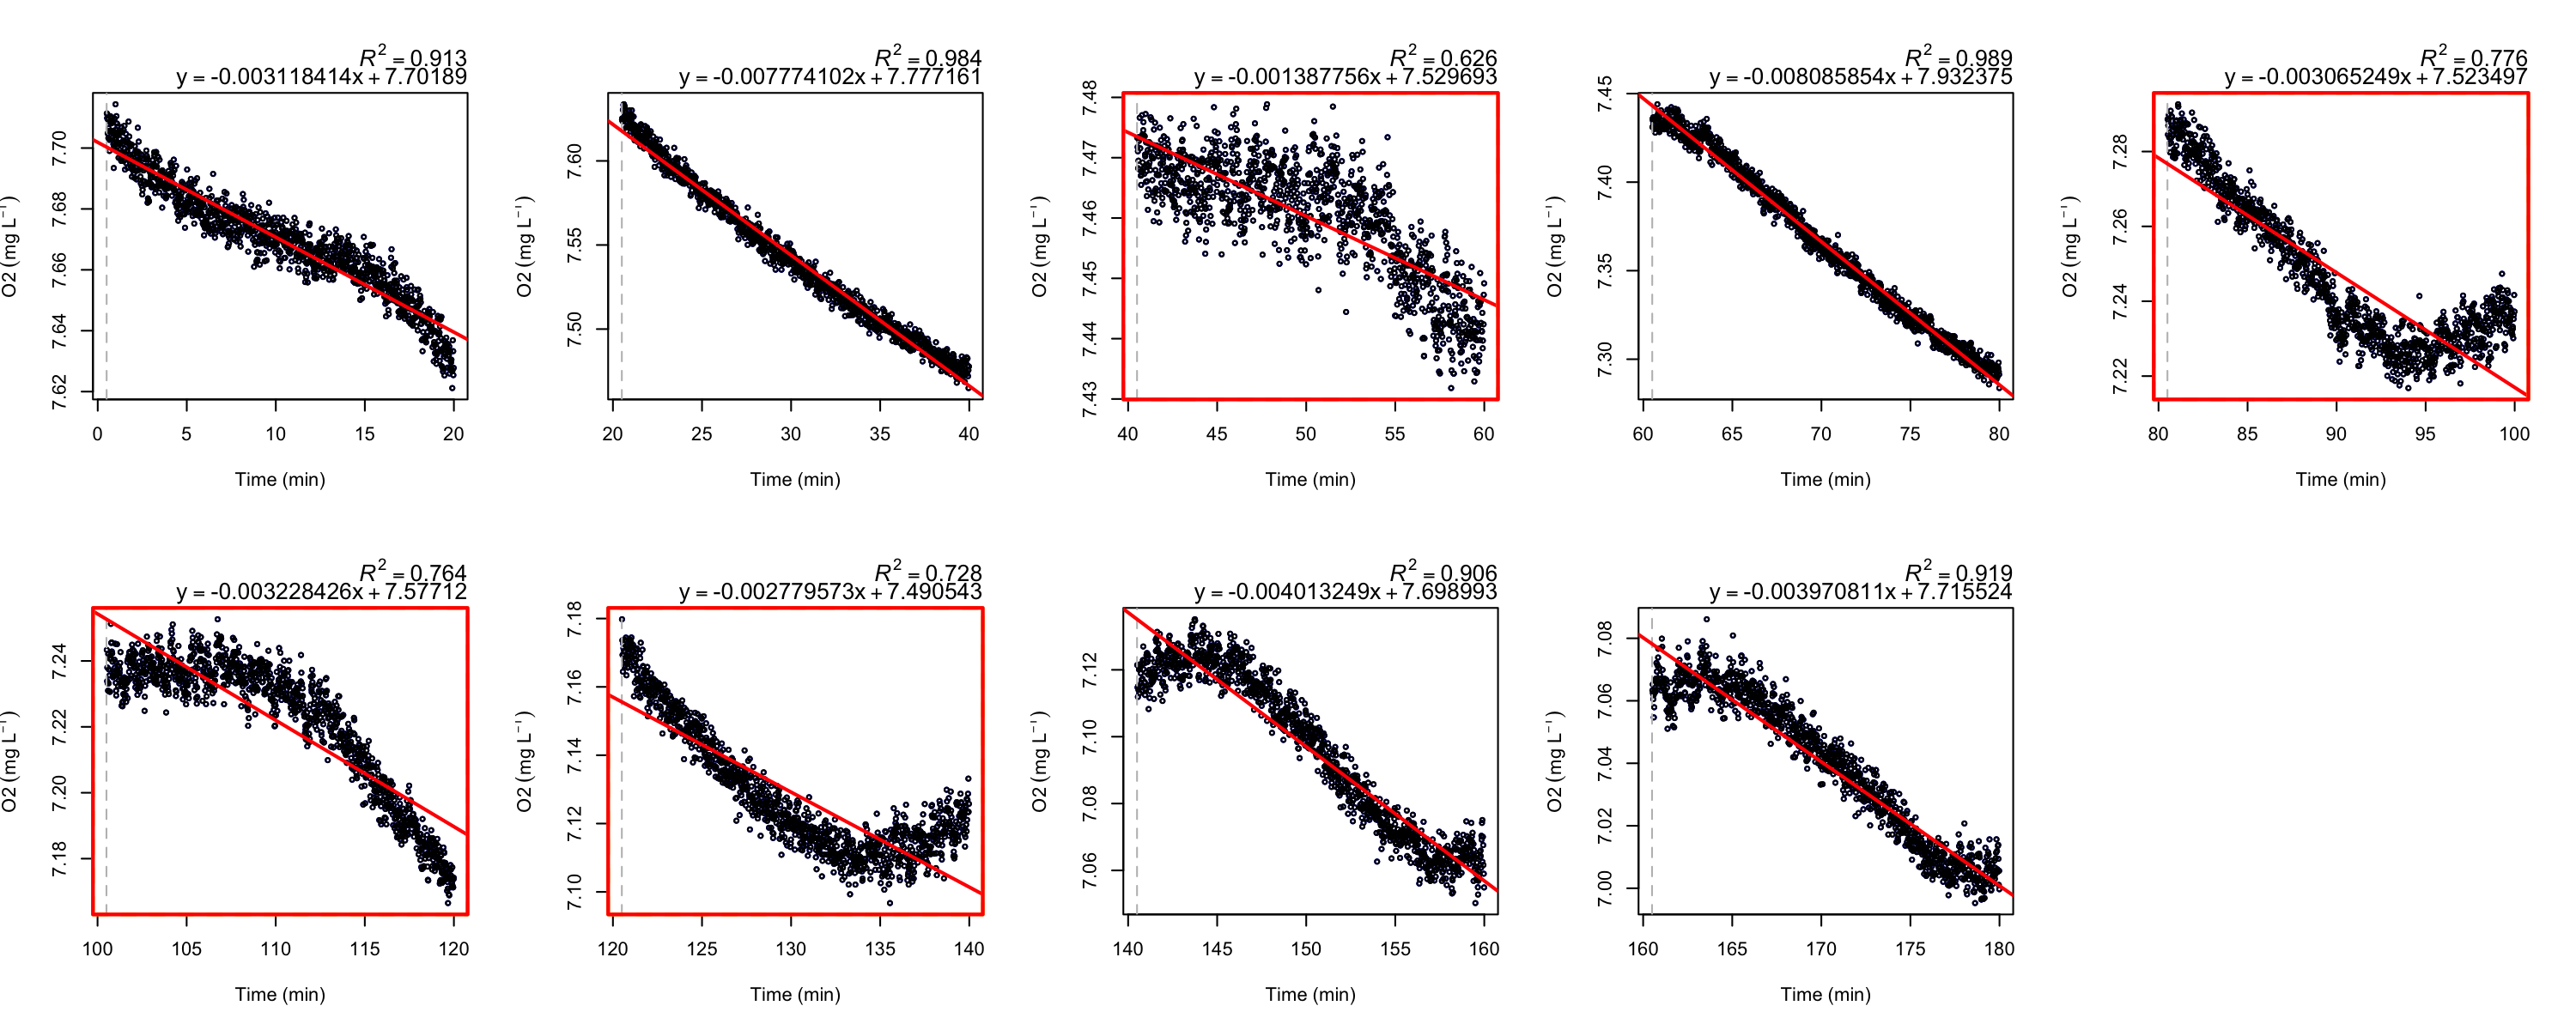 R² = 0.913
y = -0.003118414x + 7.70189
O2 (mg L⁻¹)
7.70
7.68
7.66
7.64
7.62
0 5 10 15 20
Time (min)
R² = 0.984
y = -0.007774102x + 7.777161
O2 (mg L⁻¹)
7.60
7.55
7.50
20 25 30 35 40
Time (min)
R² = 0.626
y = -0.001387756x + 7.529693
O2 (mg L⁻¹)
7.48
7.47
7.46
7.45
7.44
7.43
40 45 50 55 60
Time (min)
R² = 0.989
y = -0.008085854x + 7.932375
O2 (mg L⁻¹)
7.45
7.40
7.35
7.30
60 65 70 75 80
Time (min)
R² = 0.776
y = -0.003065249x + 7.523497
O2 (mg L⁻¹)
7.28
7.26
7.24
7.22
80 85 90 95 100
Time (min)
R² = 0.764
y = -0.003228426x + 7.57712
O2 (mg L⁻¹)
7.24
7.22
7.20
7.18
100 105 110 115 120
Time (min)
R² = 0.728
y = -0.002779573x + 7.490543
O2 (mg L⁻¹)
7.18
7.16
7.14
7.12
7.10
120 125 130 135 140
Time (min)
R² = 0.906
y = -0.004013249x + 7.698993
O2 (mg L⁻¹)
7.12
7.10
7.08
7.06
140 145 150 155 160
Time (min)
R² = 0.919
y = -0.003970811x + 7.715524
O2 (mg L⁻¹)
7.08
7.06
7.04
7.02
7.00
160 165 170 175 180
Time (min)